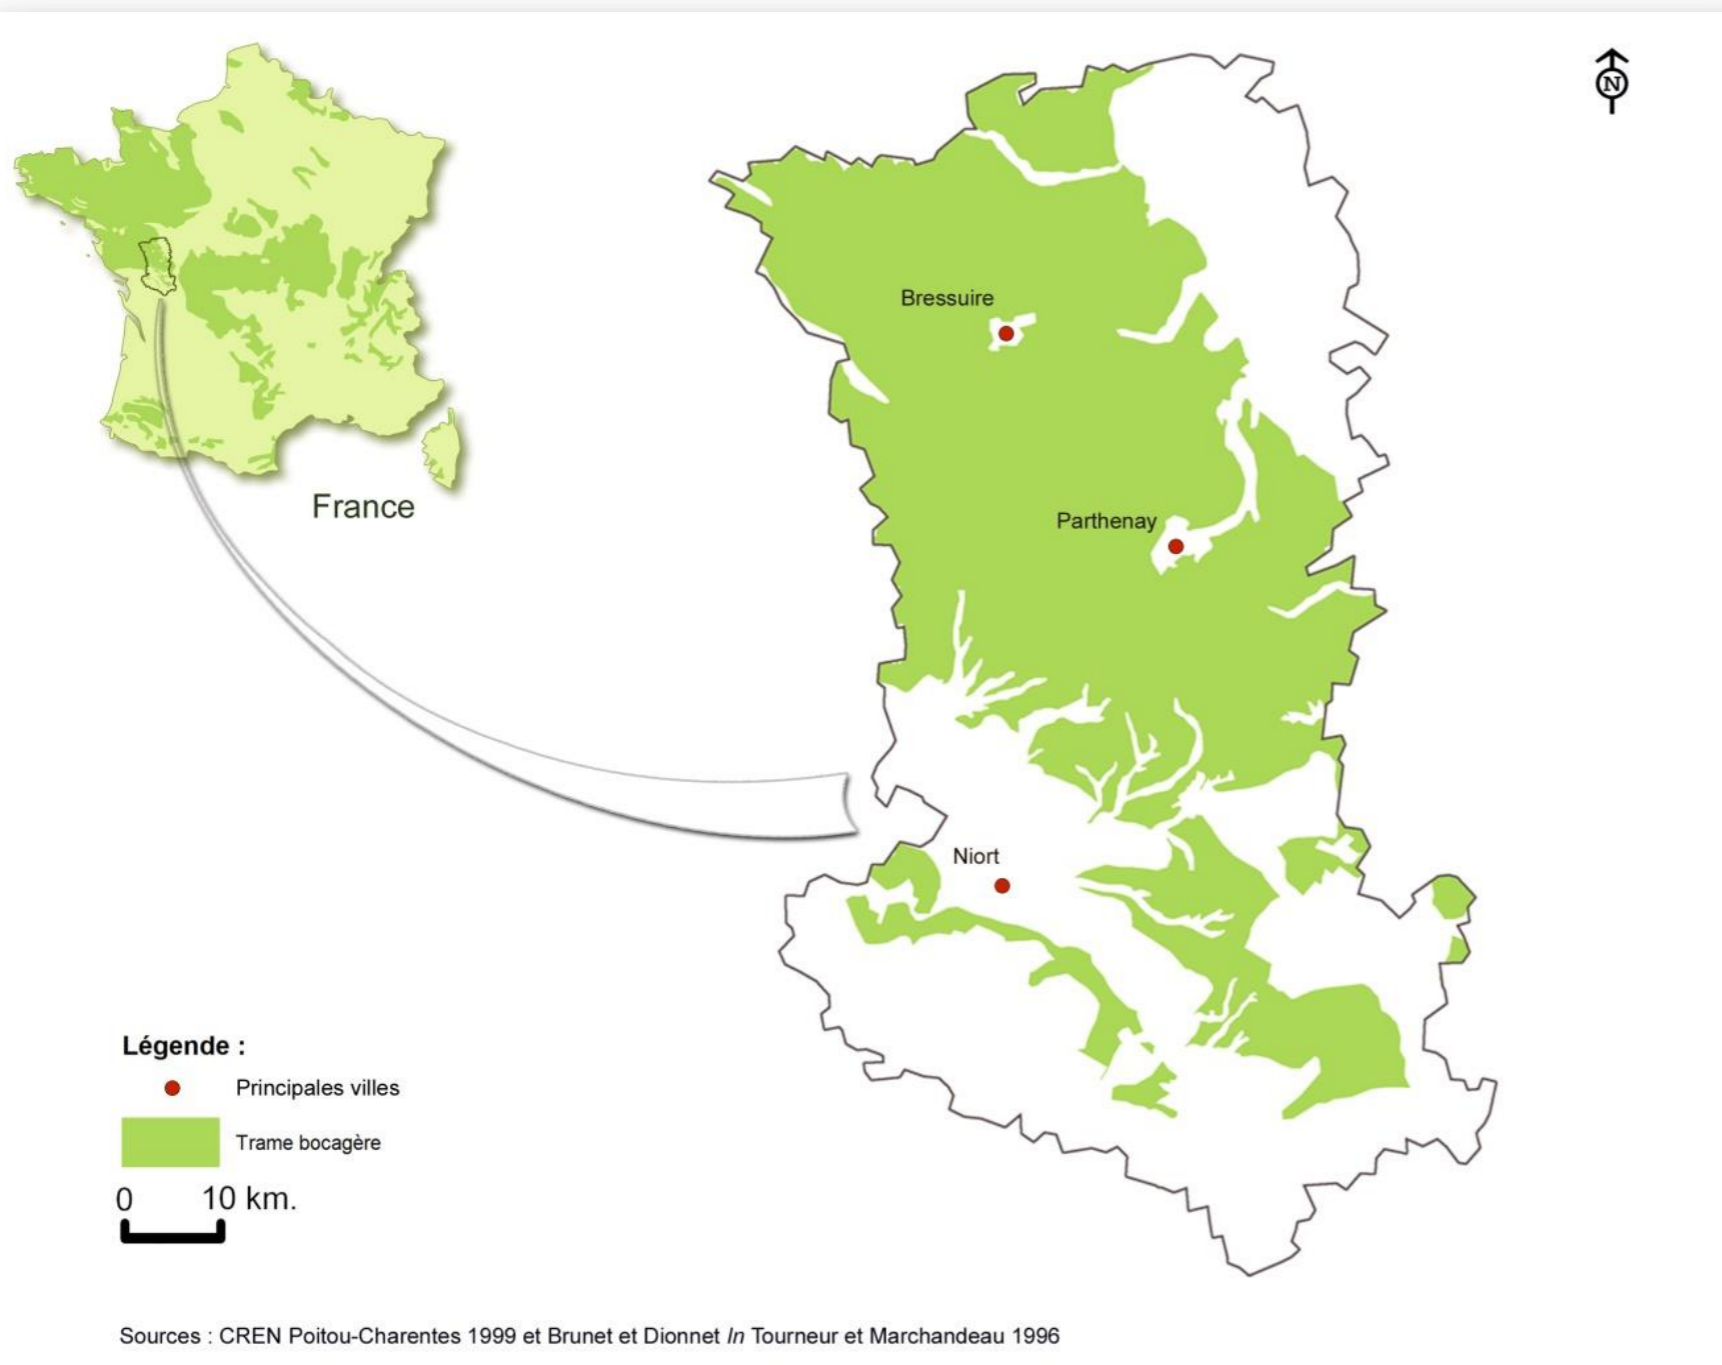 N
Bressuire
Parthenay
France
Niort
Légende :
Principales villes
Trame bocagère
0 10 km.
Sources : CREN Poitou-Charentes 1999 et Brunet et Dionnet In Tourneur et Marchandeau 1996